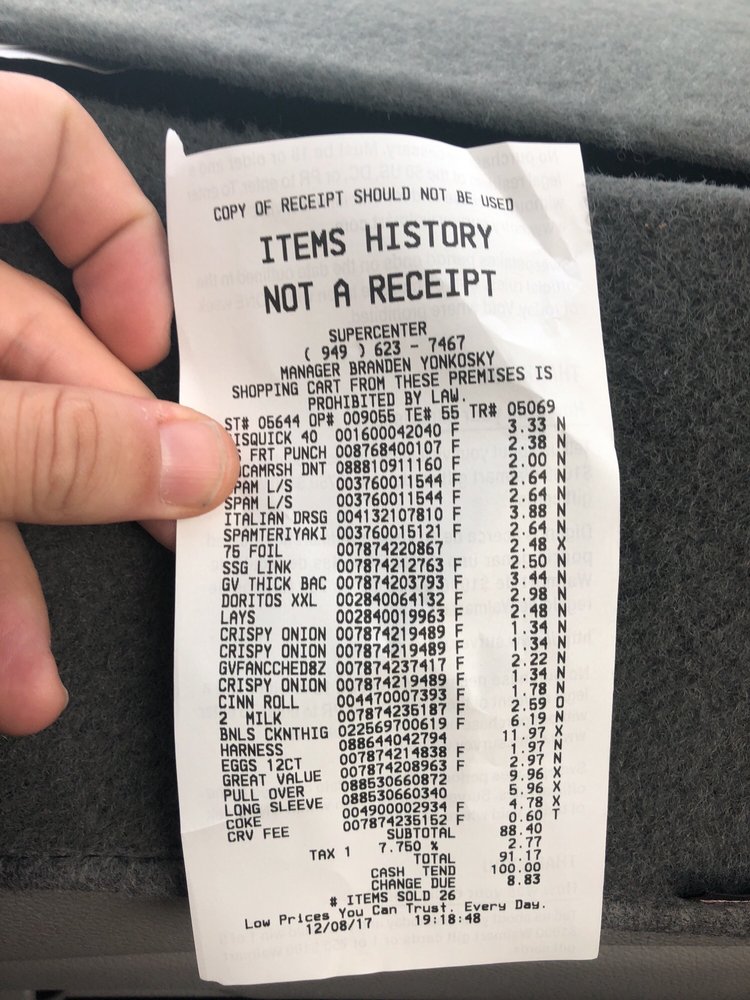 COPY OF RECEIPT SHOULD NOT BE USED
ITEMS HISTORY
NOT A RECEIPT
SUPERCENTER
( 949 ) 623 - 7467
MANAGER BRANDEN YONKOSKY
SHOPPING CART FROM THESE PREMISES IS
PROHIBITED BY LAW.
ST# 05644 OP# 009055 TE# 55 TR# 05069
ISQUICK 40 001600042040 F 3.33 N
FRT PUNCH 008768400107 F 2.38 N
CAMRSH DNT 088810911160 F 2.00 N
PAM L/S 003760011544 F 2.64 N
SPAM L/S 003760011544 F 2.64 N
ITALIAN DRSG 004132107810 F 3.88 N
SPAMTERIYAKI 003760015121 F 2.64 N
75 FOIL 007874220867 2.48 X
SSG LINK 007874212763 F 2.50 N
GV THICK BAC 007874203793 F 3.44 N
DORITOS XXL 002840064132 F 2.98 N
LAYS 002840019963 F 2.48 N
CRISPY ONION 007874219489 F 1.34 N
CRISPY ONION 007874219489 F 1.34 N
GVFANCCHED8Z 007874237417 F 2.22 N
CRISPY ONION 007874219489 F 1.34 N
CINN ROLL 004470007393 F 1.78 N
2 MILK 007874235187 F 2.59 O
BNLS CKNTHIG 022569700619 F 6.19 N
HARNESS 088644042794 11.97 X
EGGS 12CT 007874214838 F 1.97 N
GREAT VALUE 007874208963 F 2.97 N
PULL OVER 088530660872 9.96 X
LONG SLEEVE 088530660340 5.96 X
COKE 004900002934 F 4.78 X
CRV FEE 007874235152 F 0.60 T
SUBTOTAL 88.40
TAX 1 7.750 % 2.77
TOTAL 91.17
CASH TEND 100.00
CHANGE DUE 8.83
# ITEMS SOLD 26
Low Prices You Can Trust. Every Day.
12/08/17 19:18:48